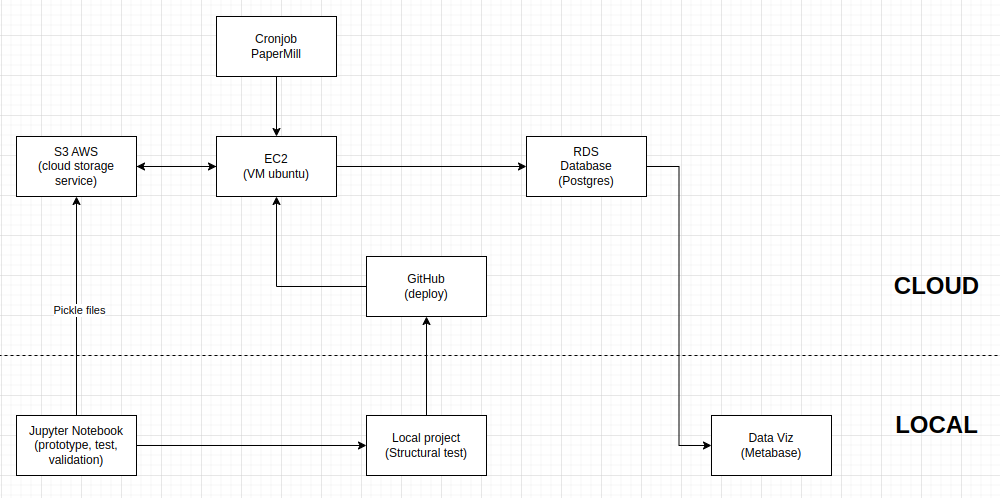 Cronjob
PaperMill
S3 AWS
(cloud storage
service)
EC2
(VM ubuntu)
RDS
Database
(Postgres)
GitHub
(deploy)
CLOUD
Pickle files
LOCAL
Jupyter Notebook
(prototype, test,
validation)
Local project
(Structural test)
Data Viz
(Metabase)